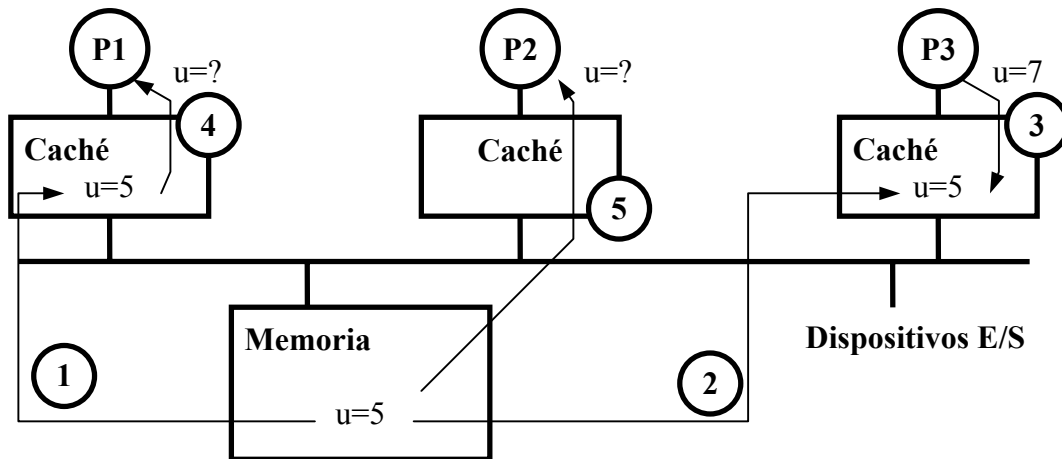 P1
u=?
4
Caché
u=5
P2
u=?
Caché
5
P3
u=7
3
Caché
u=5
Memoria
u=5
1
2
Dispositivos E/S